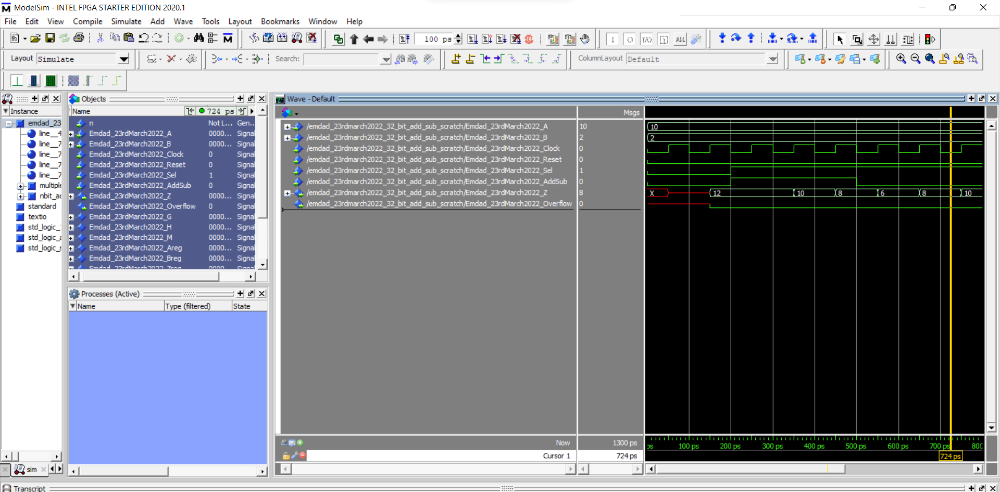 ModelSim - INTEL FPGA STARTER EDITION 2020.1
File Edit View Compile Simulate Add Wave Tools Layout Bookmarks Window Help
100 ps
Layout Simulate
Search:
ColumnLayout Default
Instance
emdad_23
line__4
line__7
line__7
line__7
line__7
multiple
nbit_ac
standard
textio
std_logic_
std_logic_a
std_logic_s
sim
Objects
Name 724 ps
n Not L... Gen..
Emdad_23rdMarch2022_A 0000... Signal
Emdad_23rdMarch2022_B 0000... Signal
Emdad_23rdMarch2022_Clock 0 Signal
Emdad_23rdMarch2022_Reset 0 Signal
Emdad_23rdMarch2022_Sel 1 Signal
Emdad_23rdMarch2022_AddSub 0 Signal
Emdad_23rdMarch2022_Z 0000... Signal
Emdad_23rdMarch2022_Overflow 0 Signal
Emdad_23rdMarch2022_G 0000... Signal
Emdad_23rdMarch2022_H 0000... Signal
Emdad_23rdMarch2022_M 0000... Signal
Emdad_23rdMarch2022_Areg 0000... Signal
Emdad_23rdMarch2022_Breg 0000... Signal
Emdad_23rdMarch2022_Zreg 0000 Signal
Processes (Active)
Name Type (filtered) State
Wave - Default
Msgs
/emdad_23rdmarch2022_32_bit_add_sub_scratch/Emdad_23rdMarch2022_A 10 10
/emdad_23rdmarch2022_32_bit_add_sub_scratch/Emdad_23rdMarch2022_B 2 2
/emdad_23rdmarch2022_32_bit_add_sub_scratch/Emdad_23rdMarch2022_Clock 0
/emdad_23rdmarch2022_32_bit_add_sub_scratch/Emdad_23rdMarch2022_Reset 0
/emdad_23rdmarch2022_32_bit_add_sub_scratch/Emdad_23rdMarch2022_Sel 1
/emdad_23rdmarch2022_32_bit_add_sub_scratch/Emdad_23rdMarch2022_AddSub 0
/emdad_23rdmarch2022_32_bit_add_sub_scratch/Emdad_23rdMarch2022_Z 8 X 12 10 8 6 8 10
/emdad_23rdmarch2022_32_bit_add_sub_scratch/Emdad_23rdMarch2022_Overflow 0
Now 1300 ps ps 100 ps 200 ps 300 ps 400 ps 500 ps 600 ps 700 ps 800
Cursor 1 724 ps 724 ps
Transcript